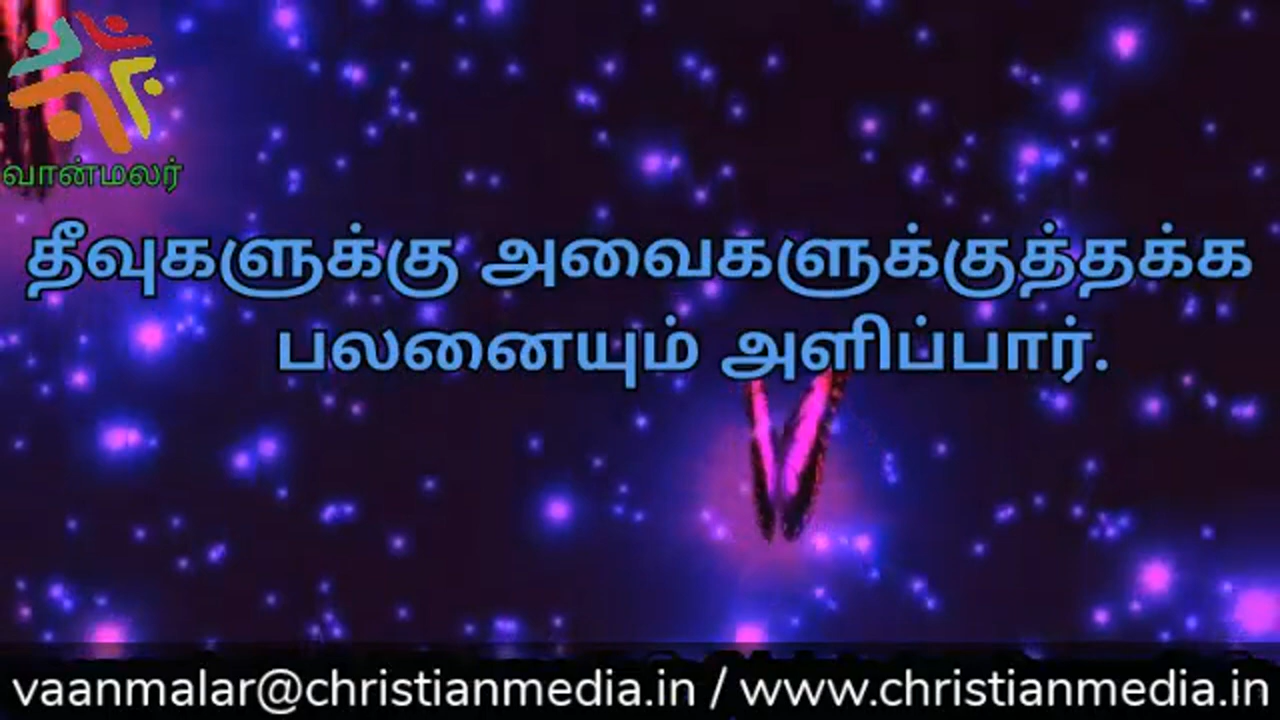 வான்மலர்
தீவுகளுக்கு அவைகளுக்குத்தக்க
பலனையும் அளிப்பார்.
vaanmalar@christianmedia.in / www.christianmedia.in